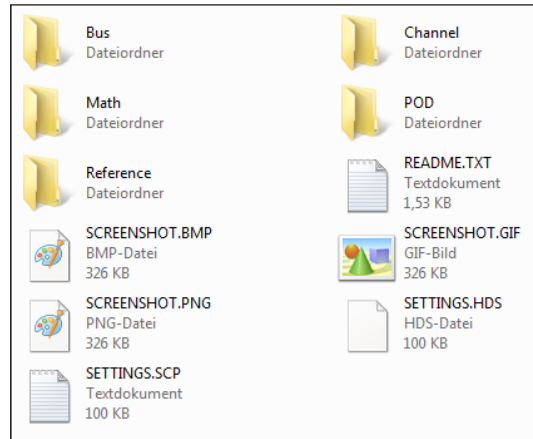 Bus
Dateiordner
Channel
Dateiordner
Math
Dateiordner
POD
Dateiordner
Reference
Dateiordner
README.TXT
Textdokument
1,53 KB
SCREENSHOT.BMP
BMP-Datei
326 KB
SCREENSHOT.GIF
GIF-Bild
326 KB
SCREENSHOT.PNG
PNG-Datei
326 KB
SETTINGS.HDS
HDS-Datei
100 KB
SETTINGS.SCP
Textdokument
100 KB